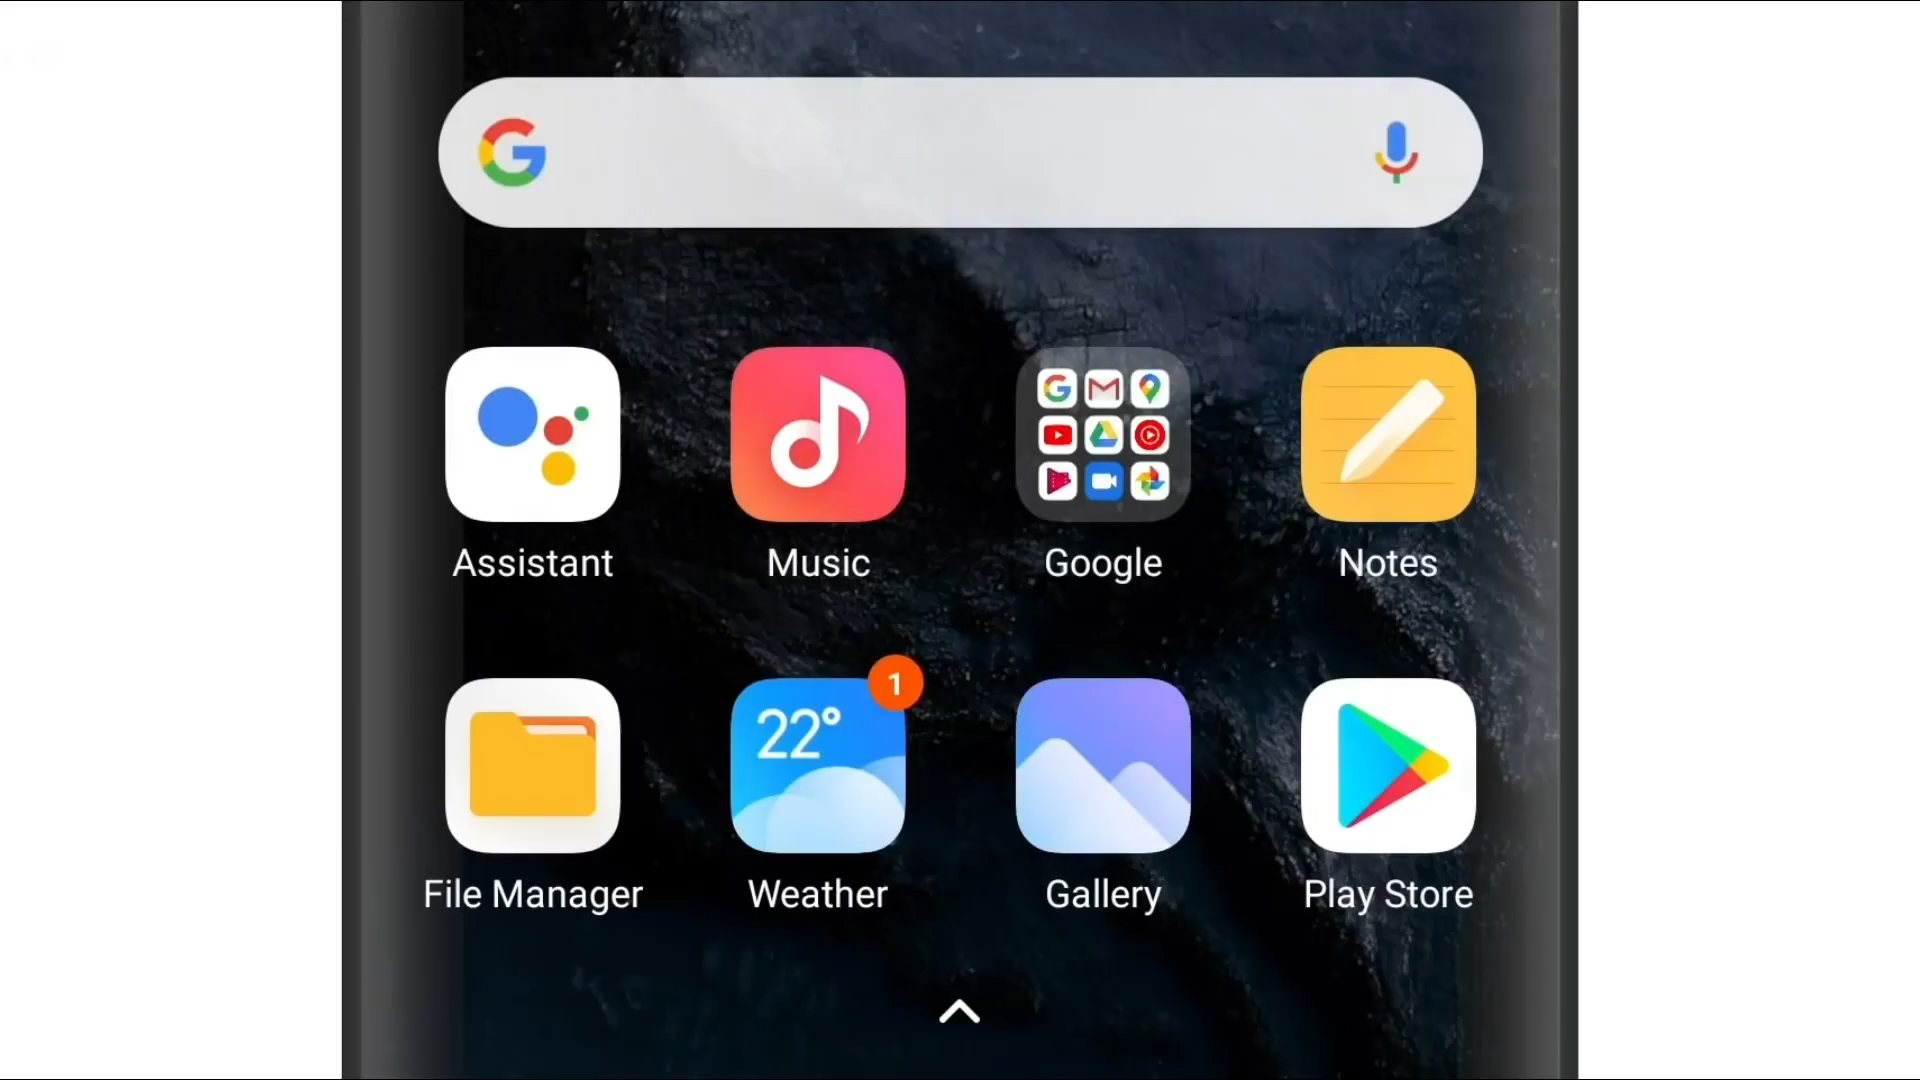 Assistant
Music
Google
Notes
1
22°
File Manager
Weather
Gallery
Play Store